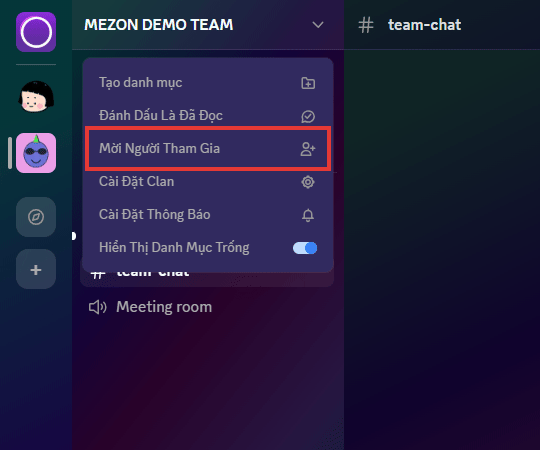 MEZON DEMO TEAM
# team-chat
Tạo danh mục
Đánh Dấu Là Đã Đọc
Mời Người Tham Gia
Cài Đặt Clan
Cài Đặt Thông Báo
Hiển Thị Danh Mục Trống
# team-chat
Meeting room